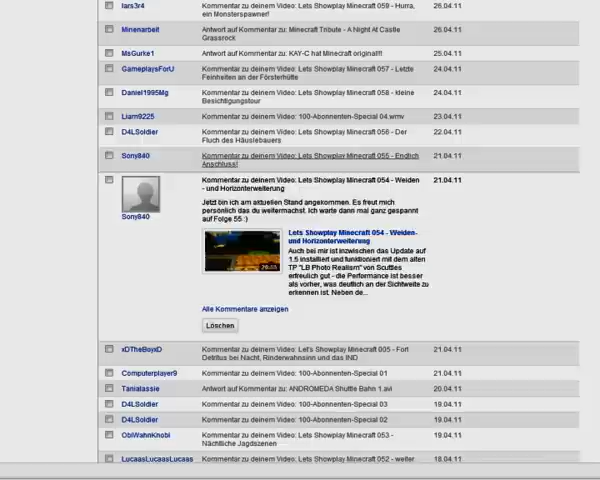 lars3r4
Kommentar zu deinem Video: Lets Showplay Minecraft 059 - Hurra,
ein Monsterspawner!
26.04.11
Minenarbeit
Antwort auf Kommentar zu: Minecraft Tribute - A Night At Castle
Grassrock
26.04.11
MsGurke1
Antwort auf Kommentar zu: KAY-C hat Minecraft original!!!
25.04.11
GameplaysForU
Kommentar zu deinem Video: Lets Showplay Minecraft 057 - Letzte
Feinheiten an der Försterhütte
24.04.11
Daniel1995Mg
Kommentar zu deinem Video: Lets Showplay Minecraft 058 - kleine
Besichtigungstour
24.04.11
Liam9225
Kommentar zu deinem Video: 100-Abonnenten-Special 04.wmv
23.04.11
D4LSoldier
Kommentar zu deinem Video: Lets Showplay Minecraft 056 - Der
Fluch des Häuslebauers
22.04.11
Sony840
Kommentar zu deinem Video: Lets Showplay Minecraft 055 - Endlich
Anschluss!
21.04.11
Kommentar zu deinem Video: Lets Showplay Minecraft 054 - Weiden
- und Horizonterweiterung
21.04.11
Sony840
Jetzt bin ich am aktuellen Stand angekommen. Es freut mich
persönlich das du weitermachst. Ich warte dann mal ganz gespannt
auf Folge 55 :)
Lets Showplay Minecraft 054 - Weiden-
und Horizonterweiterung
Auch bei mir ist inzwischen das Update auf
1.5 installiert und funktioniert mit dem alten
TP "LB Photo Realism" von Scuttles
erfreulich gut - die Performance ist besser
als vorher, was deutlich an der Sichtweite zu
erkennen ist. Neben de...
Alle Kommentare anzeigen
Löschen
xDTheBoyxD
Kommentar zu deinem Video: Let's Showplay Minecraft 005 - Fort
Detritus bei Nacht, Rinderwahnsinn und das IND
21.04.11
Computerplayer9
Kommentar zu deinem Video: 100-Abonnenten-Special 01
21.04.11
Taniatassie
Antwort auf Kommentar zu: ANDROMEDA Shuttle Bahn 1.avi
20.04.11
D4LSoldier
Kommentar zu deinem Video: 100-Abonnenten-Special 03
19.04.11
D4LSoldier
Kommentar zu deinem Video: 100-Abonnenten-Special 02
19.04.11
ObiWahnKnobi
Kommentar zu deinem Video: Lets Showplay Minecraft 053 -
Nächtliche Jagdszenen
19.04.11
LucaasLucaasLucaas
Kommentar zu deinem Video: Lets Showplay Minecraft 052 - weiter
18.04.11